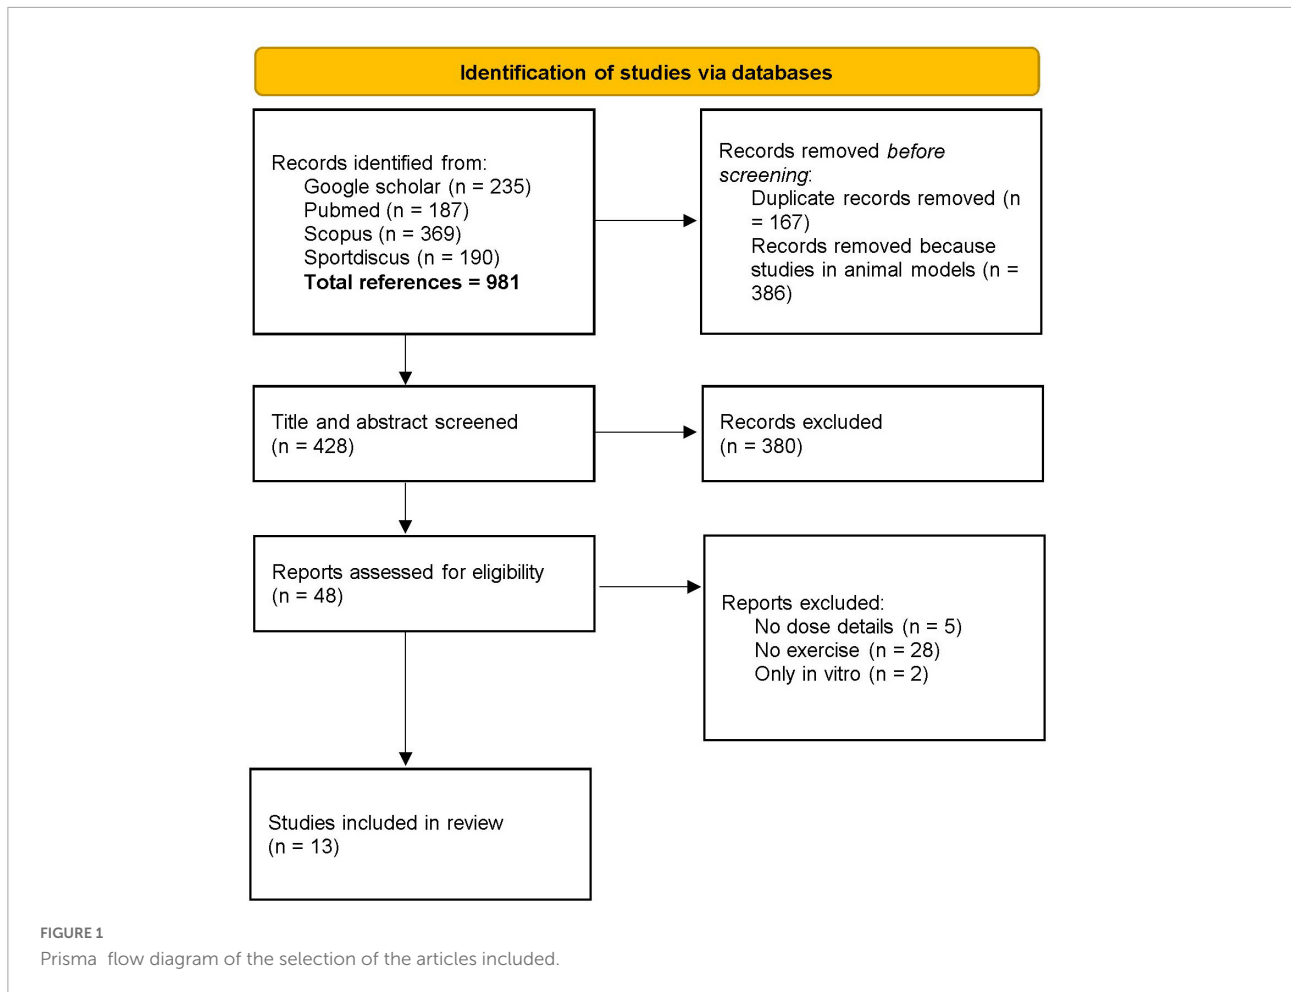 Identification of studies via databases
Records identified from:
Google scholar (n = 235)
Pubmed (n = 187)
Scopus (n = 369)
Sportdiscus (n = 190)
Total references = 981
Records removed before
screening:
Duplicate records removed (n
= 167)
Records removed because
studies in animal models (n =
386)
Title and abstract screened
(n = 428)
Records excluded
(n = 380)
Reports assessed for eligibility
(n = 48)
Reports excluded:
No dose details (n = 5)
No exercise (n = 28)
Only in vitro (n = 2)
Studies included in review
(n = 13)
FIGURE 1
Prisma flow diagram of the selection of the articles included.